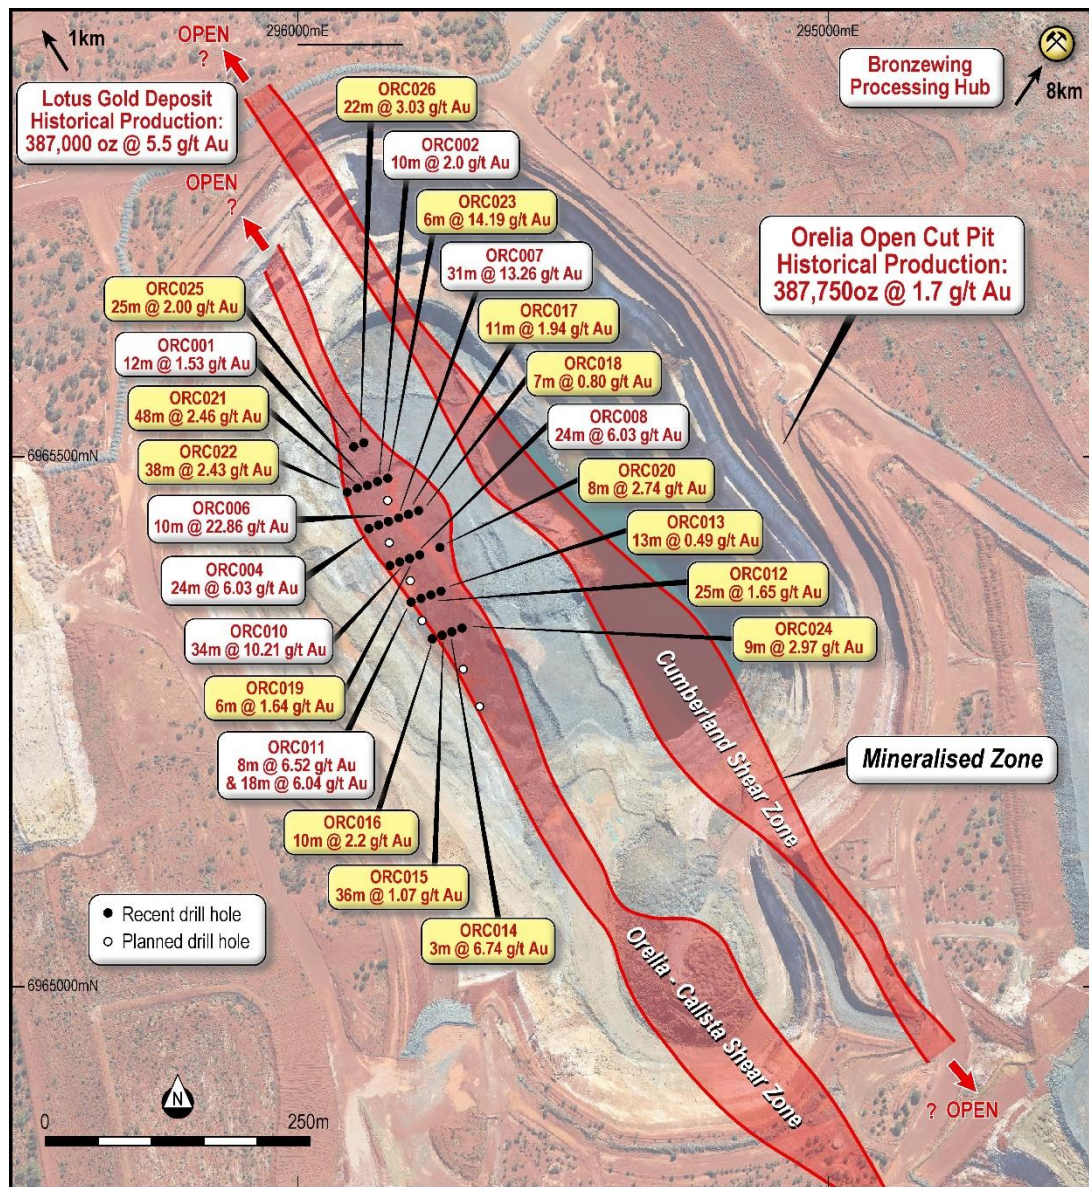 1km
OPEN
?
296000mE
295000mE
Bronzewing
Processing Hub
8km
Lotus Gold Deposit
Historical Production:
387,000 oz @ 5.5 g/t Au
OPEN
?
ORC026
22m @ 3.03 g/t Au
ORC002
10m @ 2.0 g/t Au
ORC023
6m @ 14.19 g/t Au
ORC007
31m @ 13.26 g/t Au
ORC017
11m @ 1.94 g/t Au
ORC018
7m @ 0.80 g/t Au
ORC008
24m @ 6.03 g/t Au
ORC020
8m @ 2.74 g/t Au
ORC013
13m @ 0.49 g/t Au
ORC012
25m @ 1.65 g/t Au
ORC024
9m @ 2.97 g/t Au
Orelia Open Cut Pit
Historical Production:
387,750oz @ 1.7 g/t Au
ORC025
25m @ 2.00 g/t Au
ORC001
12m @ 1.53 g/t Au
ORC021
48m @ 2.46 g/t Au
6965500mN
ORC022
38m @ 2.43 g/t Au
ORC006
10m @ 22.86 g/t Au
ORC004
24m @ 6.03 g/t Au
ORC010
34m @ 10.21 g/t Au
ORC019
6m @ 1.64 g/t Au
ORC011
8m @ 6.52 g/t Au
& 18m @ 6.04 g/t Au
ORC016
10m @ 2.2 g/t Au
ORC015
36m @ 1.07 g/t Au
ORC014
3m @ 6.74 g/t Au
Cumberland Shear Zone
Mineralised Zone
Orelia - Calista Shear Zone
Recent drill hole
Planned drill hole
6965000mN
N
0
250m
? OPEN